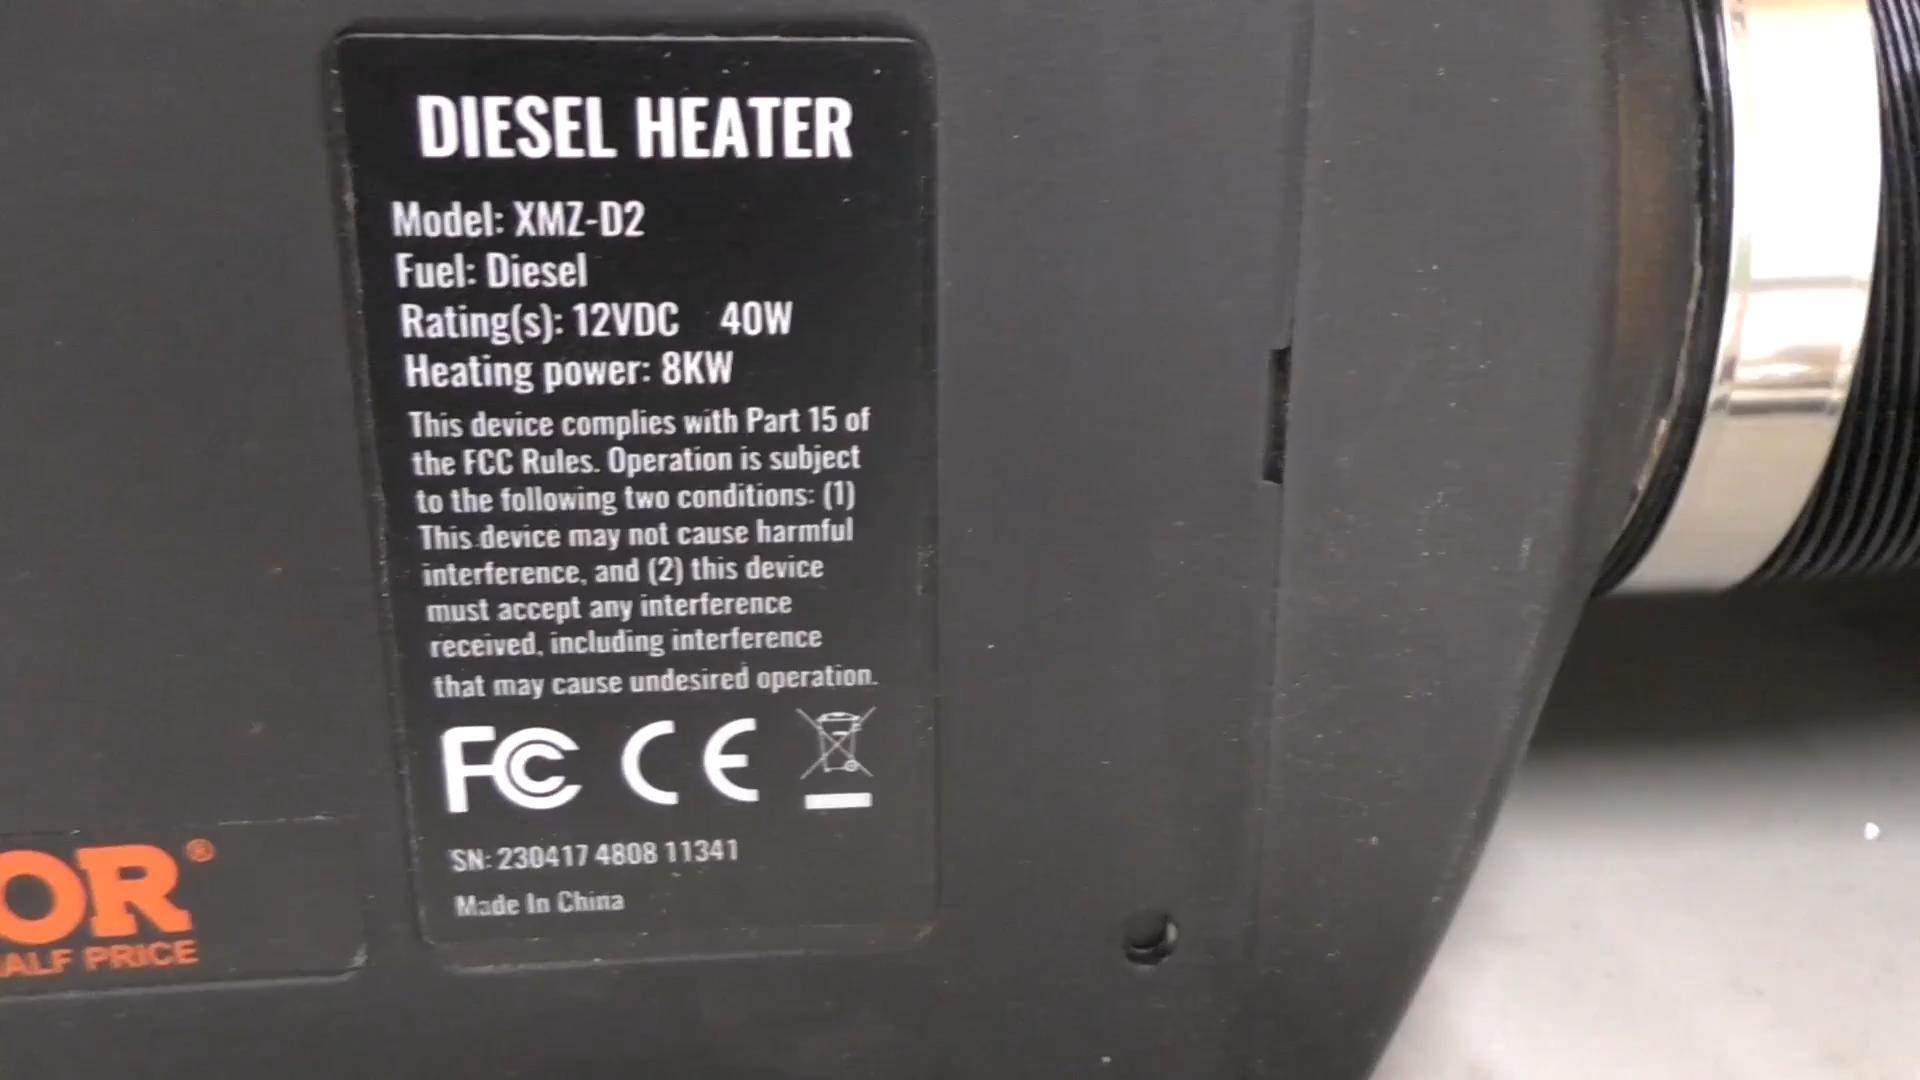 DIESEL HEATER
Model: XMZ-D2
Fuel: Diesel
Rating(s): 12VDC 40W
Heating power: 8KW
This device complies with Part 15 of
the FCC Rules. Operation is subject
to the following two conditions: (1)
This device may not cause harmful
interference, and (2) this device
must accept any interference
received, including interference
that may cause undesired operation.
FC CE
SN: 230417 4808 11341
Made In China
OR®
ALF PRICE